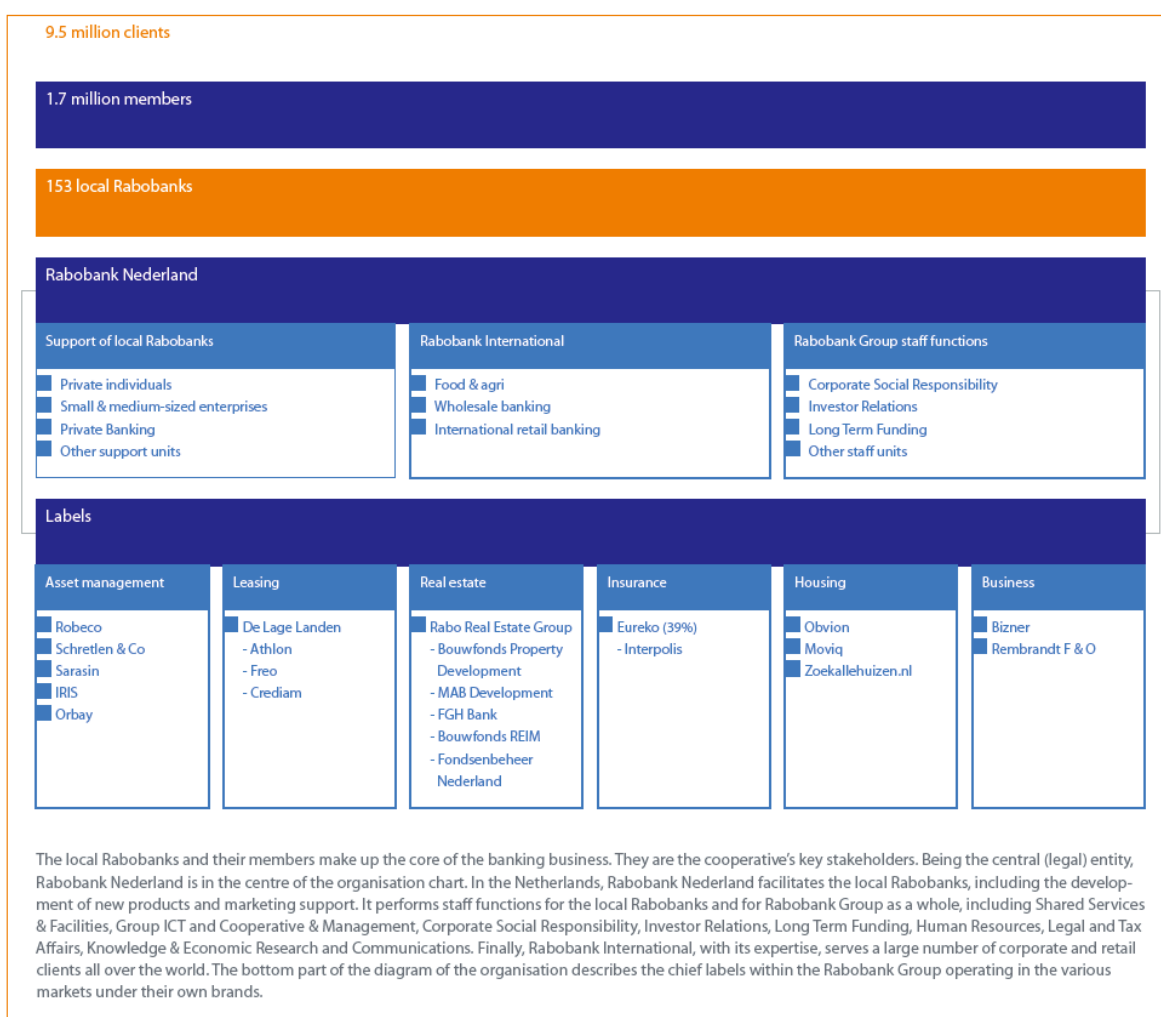 9.5 million clients
1.7 million members
153 local Rabobanks
Rabobank Nederland
Support of local Rabobanks
Private individuals
Small & medium-sized enterprises
Private Banking
Other support units
Rabobank International
Food & agri
Wholesale banking
International retail banking
Rabobank Group staff functions
Corporate Social Responsibility
Investor Relations
Long Term Funding
Other staff units
Labels
Asset management
Robeco
Schretlen & Co
Sarasin
IRIS
Orbay
Leasing
De Lage Landen
- Athlon
- Freo
- Crediam
Real estate
Rabo Real Estate Group
- Bouwfonds Property
Development
- MAB Development
- FGH Bank
- Bouwfonds REIM
- Fondsenbeheer
Nederland
Insurance
Eureko (39%)
- Interpolis
Housing
Obvion
Moviq
Zoekallehuizen.nl
Business
Bizner
Rembrandt F & O
The local Rabobanks and their members make up the core of the banking business. They are the cooperative's key stakeholders. Being the central (legal) entity,
Rabobank Nederland is in the centre of the organisation chart. In the Netherlands, Rabobank Nederland facilitates the local Rabobanks, including the develop-
ment of new products and marketing support. It performs staff functions for the local Rabobanks and for Rabobank Group as a whole, including Shared Services
& Facilities, Group ICT and Cooperative & Management, Corporate Social Responsibility, Investor Relations, Long Term Funding, Human Resources, Legal and Tax
Affairs, Knowledge & Economic Research and Communications. Finally, Rabobank International, with its expertise, serves a large number of corporate and retail
clients all over the world. The bottom part of the diagram of the organisation describes the chief labels within the Rabobank Group operating in the various
markets under their own brands.